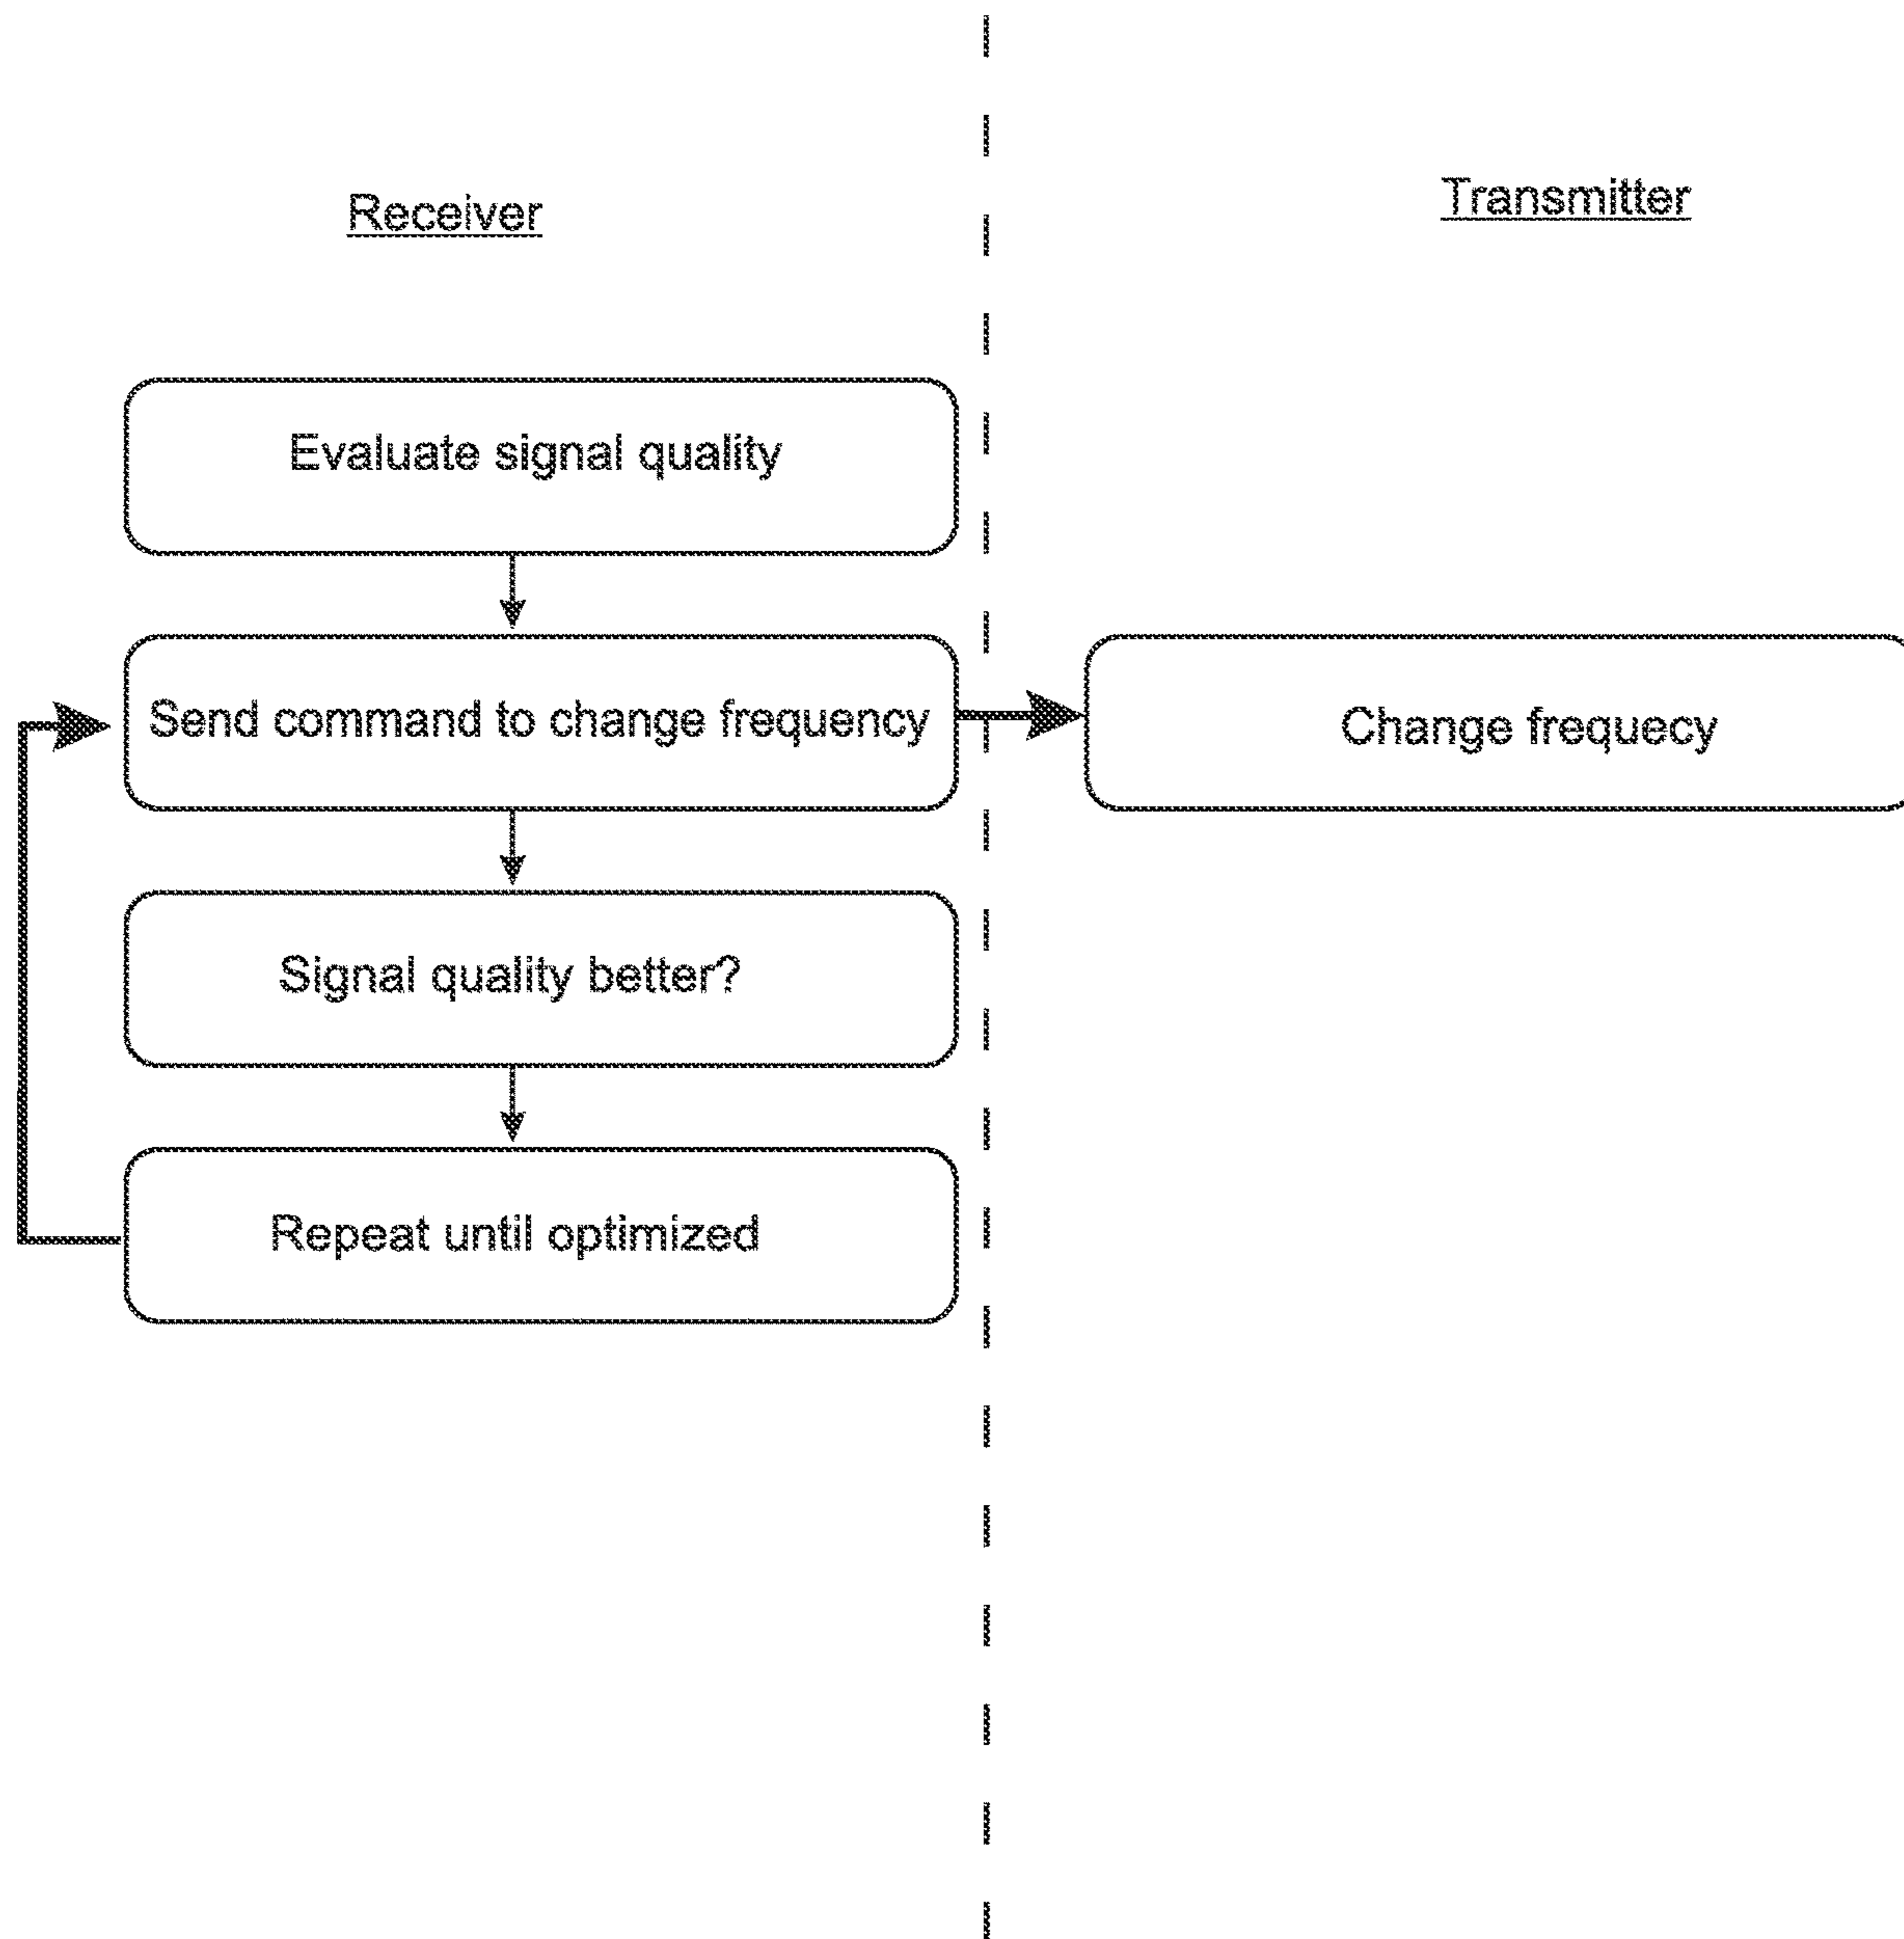 Receiver
Transmitter
Evaluate signal quality
Send command to change frequency
Change frequecy
Signal quality better?
Repeat until optimized